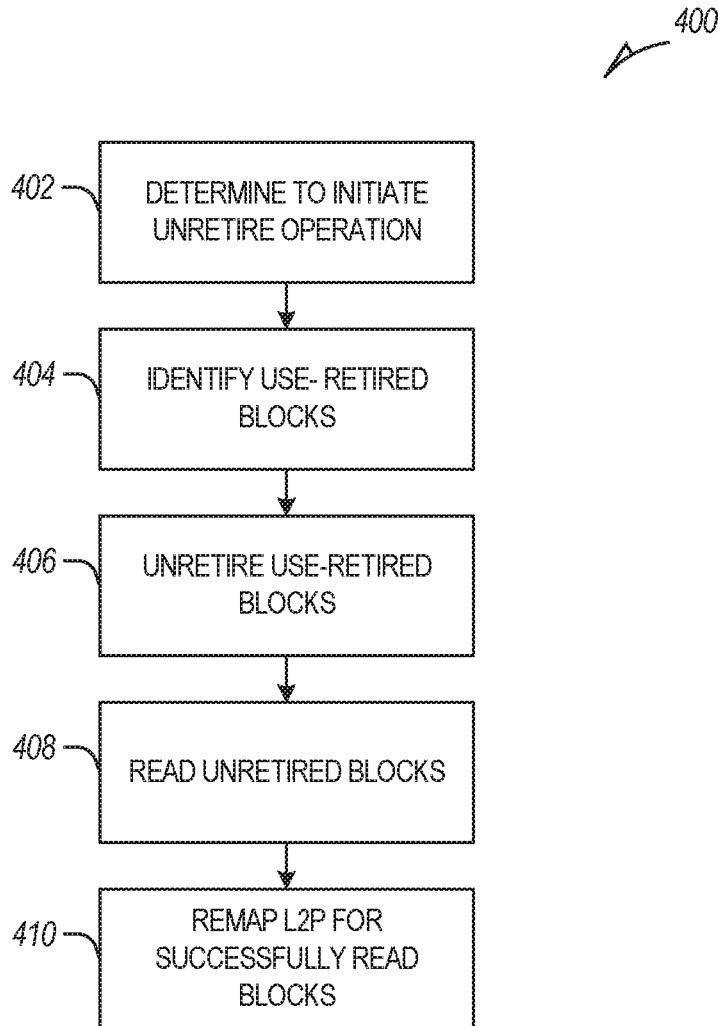 400
402
DETERMINE TO INITIATE
UNRETIRE OPERATION
404
IDENTIFY USE- RETIRED
BLOCKS
406
UNRETIRE USE-RETIRED
BLOCKS
408
READ UNRETIRED BLOCKS
410
REMAP L2P FOR
SUCCESSFULLY READ
BLOCKS